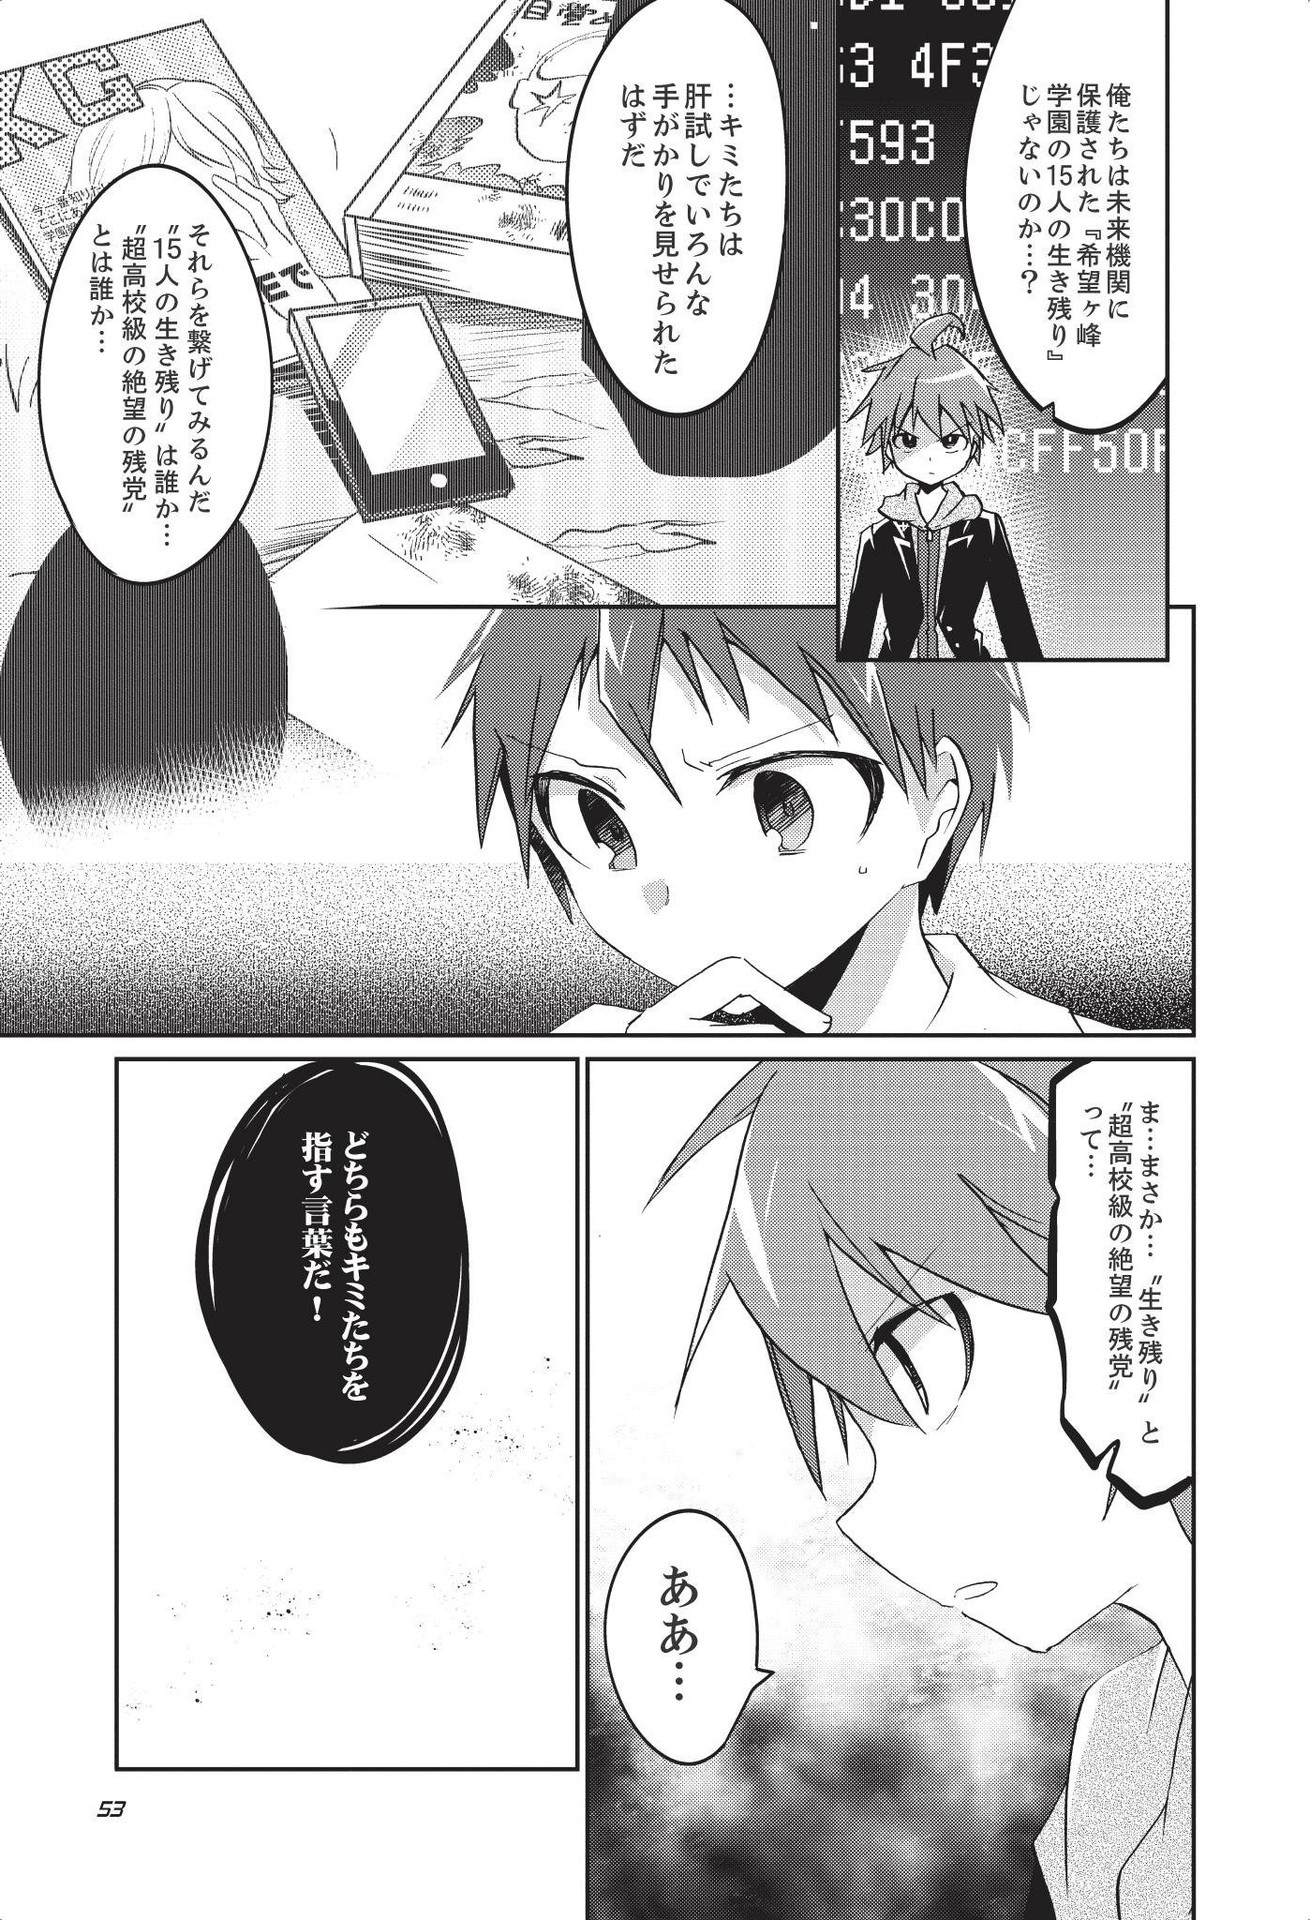 俺たちは未来機関に
保護された『希望ヶ峰
学園の15人の生き残り』
じゃないのか…?
63 4F3
F593
30C0
4 30
CFF50F
…キミたちは
肝試しでいろんな
手がかりを見せられた
はずだ
KG
それらを繋げてみるんだ
"15人の生き残り"は誰か…
"超高校級の絶望の残党"
とは誰か…
ま…まさか…"生き残り"と
"超高校級の絶望の残党"
って…
ああ…
どちらもキミたちを
指す言葉だ!
53